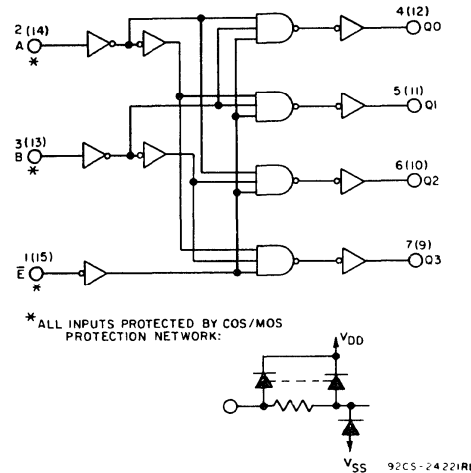 2 (14)
A
*
4 (12)
Q0
5 (11)
Q1
3 (13)
B
*
6 (10)
Q2
1 (15)
E̅
*
7 (9)
Q3
*ALL INPUTS PROTECTED BY COS/MOS
PROTECTION NETWORK:
VDD
VSS
92CS-24221R1